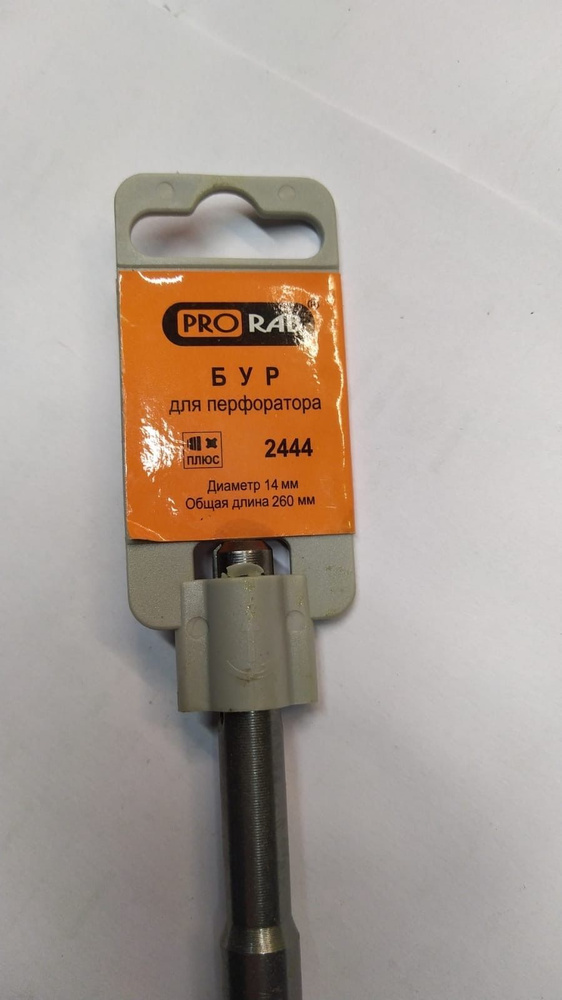 PRORAB
БУР
для перфоратора
ПЛЮС 2444
Диаметр 14 мм
Общая длина 260 мм